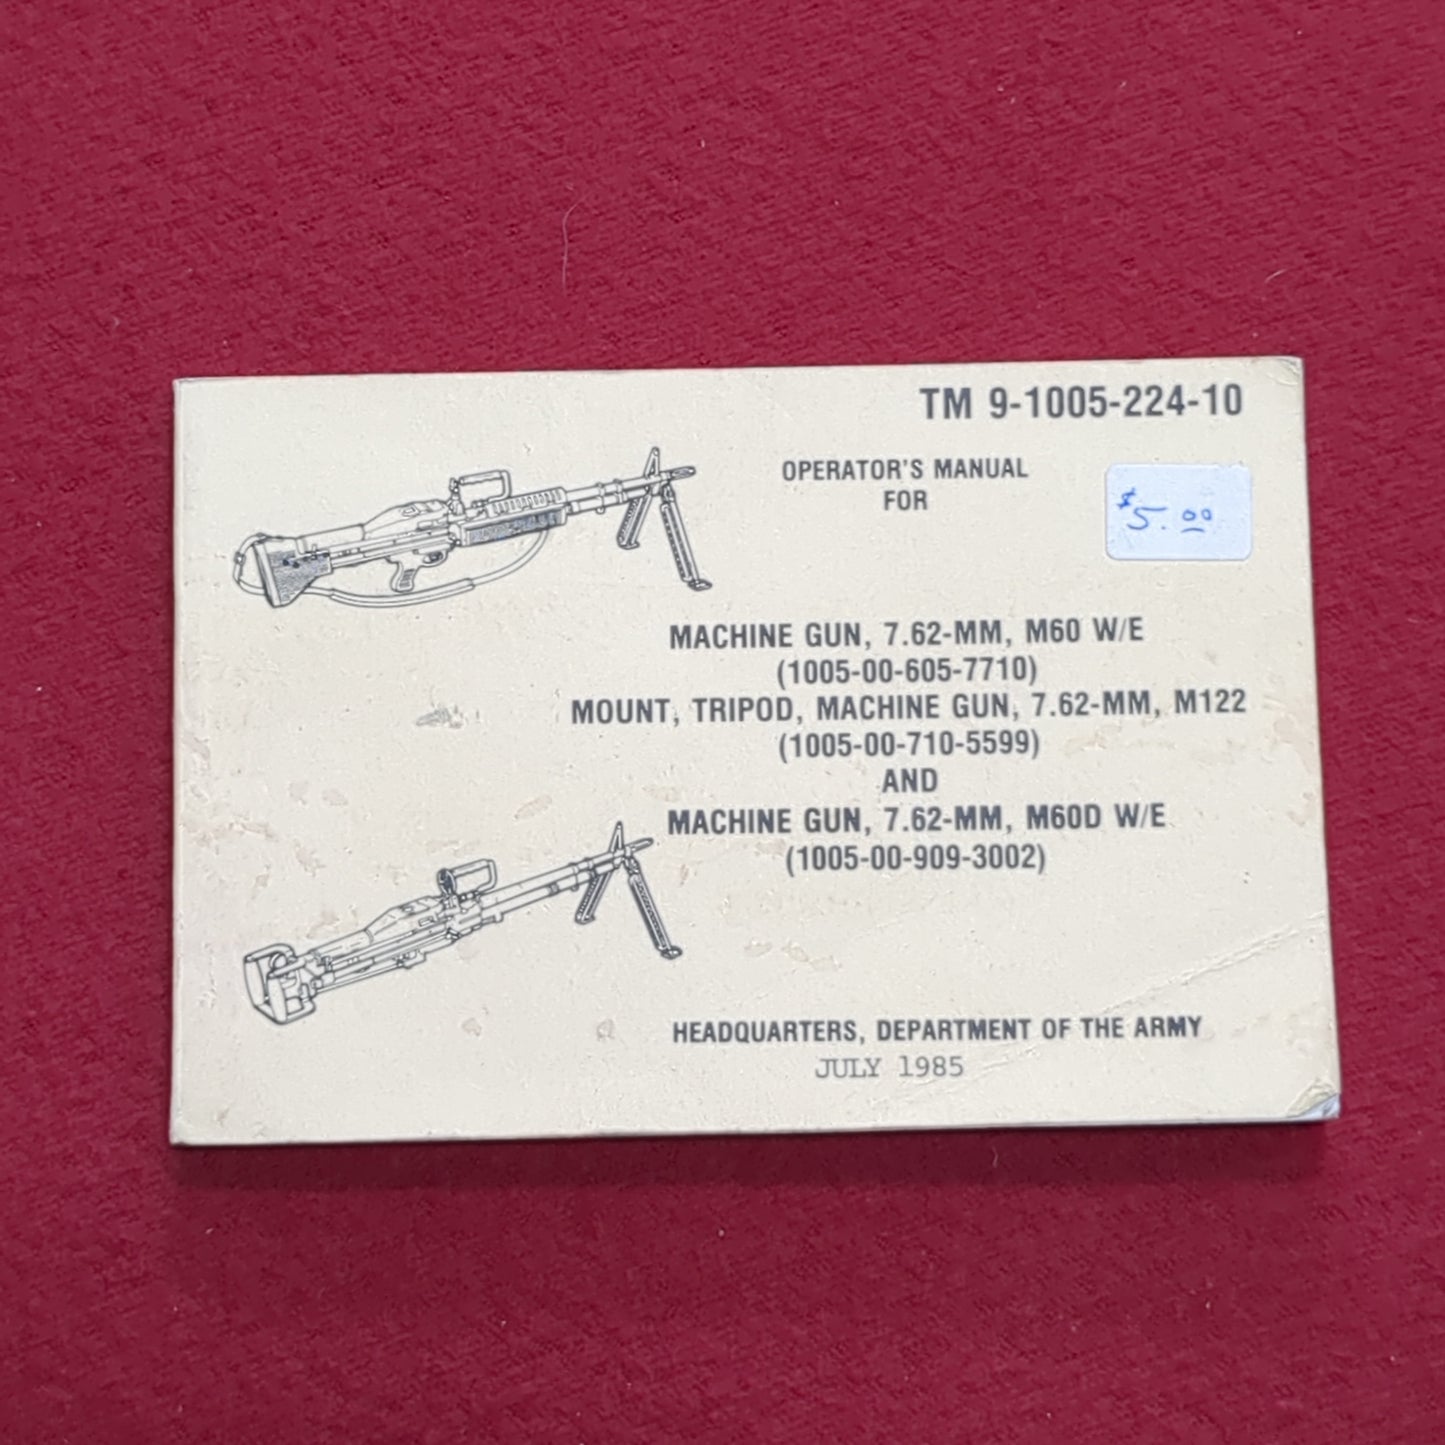 TM 9-1005-224-10
OPERATOR'S MANUAL
FOR
$5.00
MACHINE GUN, 7.62-MM, M60 W/E
(1005-00-605-7710)
MOUNT, TRIPOD, MACHINE GUN, 7.62-MM, M122
(1005-00-710-5599)
AND
MACHINE GUN, 7.62-MM, M60D W/E
(1005-00-909-3002)
HEADQUARTERS, DEPARTMENT OF THE ARMY
JULY 1985